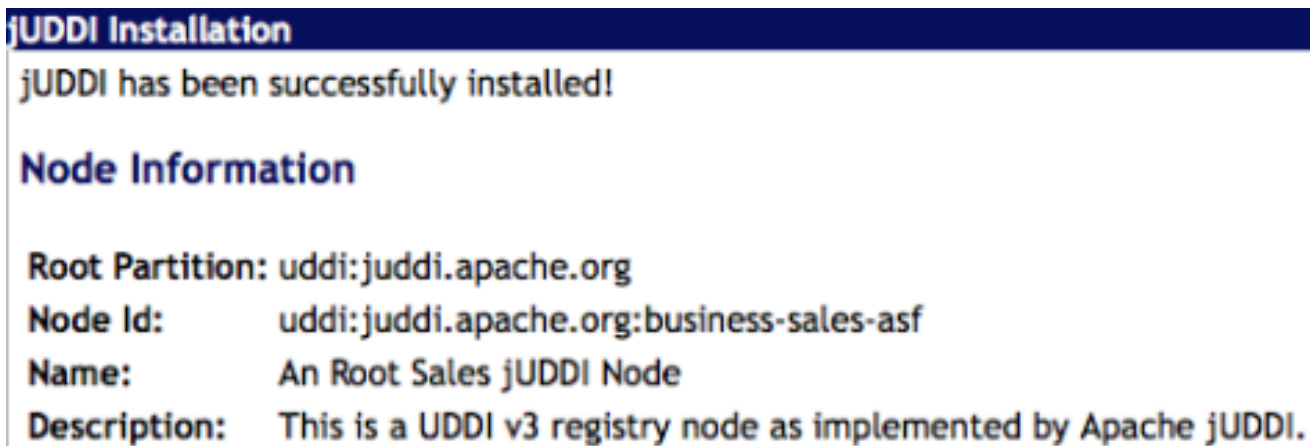 jUDDI Installation
jUDDI has been successfully installed!
Node Information
Root Partition: uddi:juddi.apache.org
Node Id: uddi:juddi.apache.org:business-sales-asf
Name: An Root Sales jUDDI Node
Description: This is a UDDI v3 registry node as implemented by Apache jUDDI.